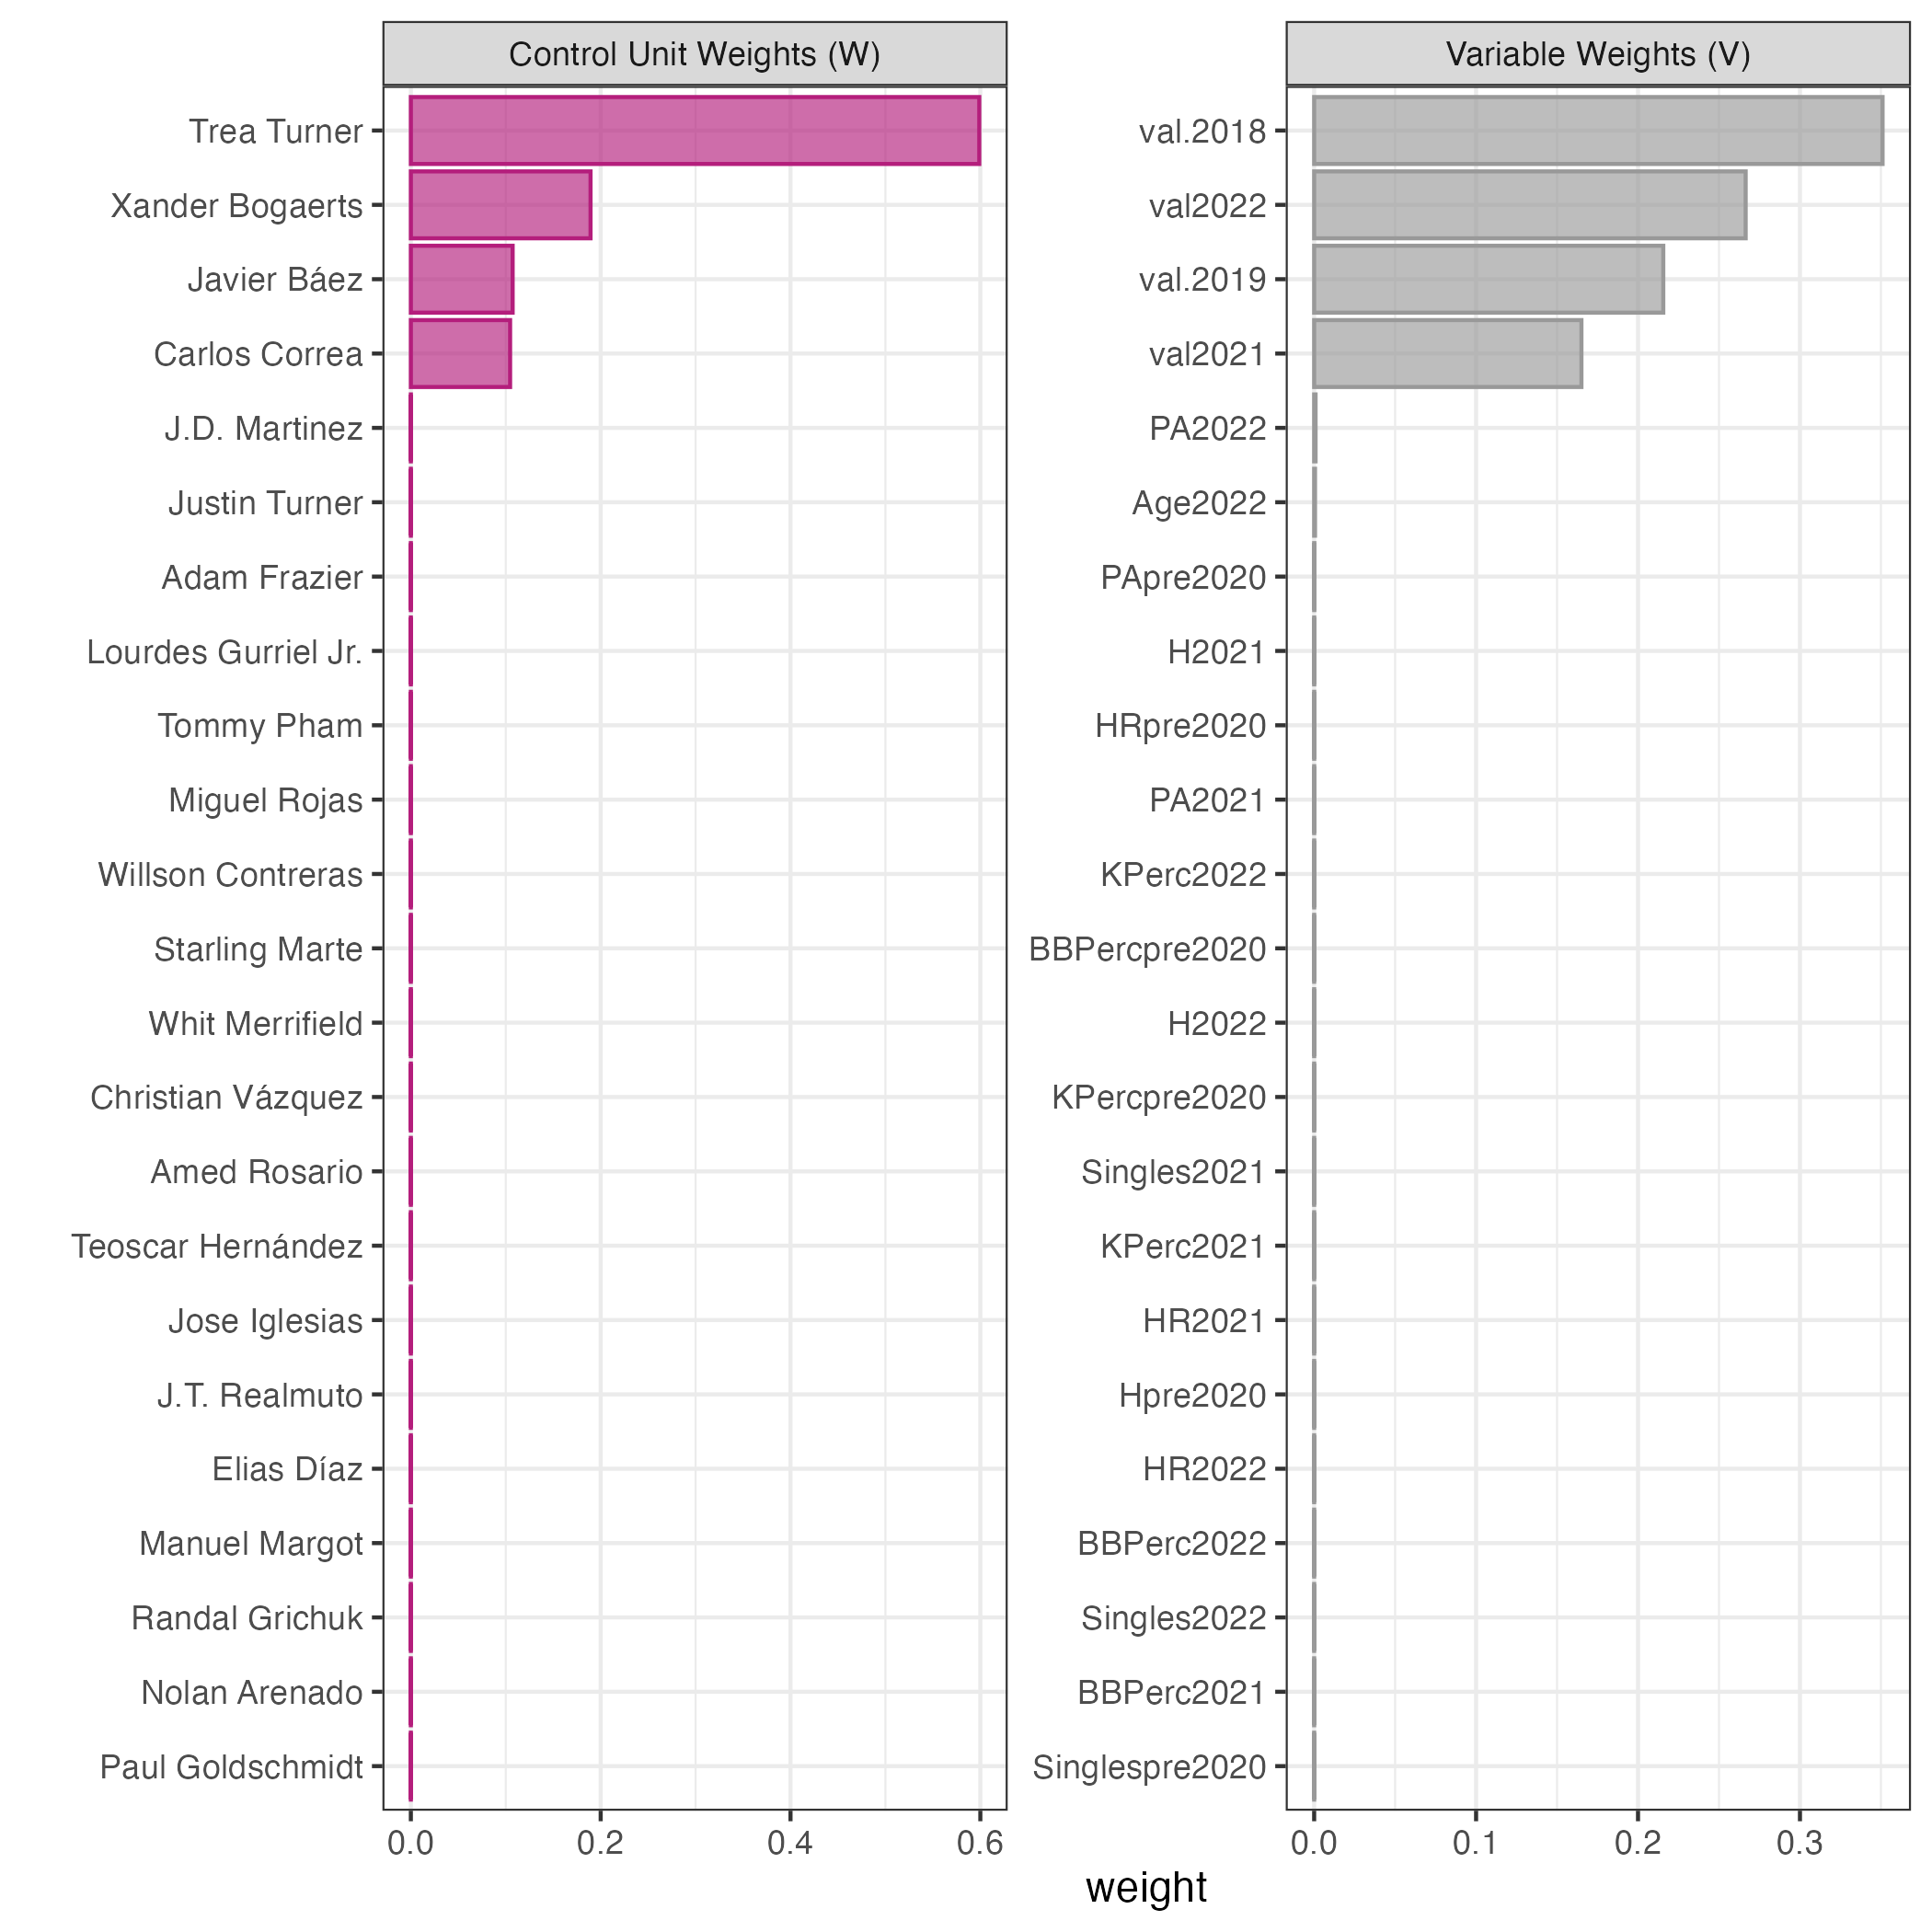 Control Unit Weights (W)
Trea Turner
Xander Bogaerts
Javier Báez
Carlos Correa
J.D. Martinez
Justin Turner
Adam Frazier
Lourdes Gurriel Jr.
Tommy Pham
Miguel Rojas
Willson Contreras
Starling Marte
Whit Merrifield
Christian Vázquez
Amed Rosario
Teoscar Hernández
Jose Iglesias
J.T. Realmuto
Elias Díaz
Manuel Margot
Randal Grichuk
Nolan Arenado
Paul Goldschmidt
0.0 0.2 0.4 0.6
Variable Weights (V)
val.2018
val2022
val.2019
val2021
PA2022
Age2022
PApre2020
H2021
HRpre2020
PA2021
KPerc2022
BBPercpre2020
H2022
KPercpre2020
Singles2021
KPerc2021
HR2021
Hpre2020
HR2022
BBPerc2022
Singles2022
BBPerc2021
Singlespre2020
0.0 0.1 0.2 0.3
weight